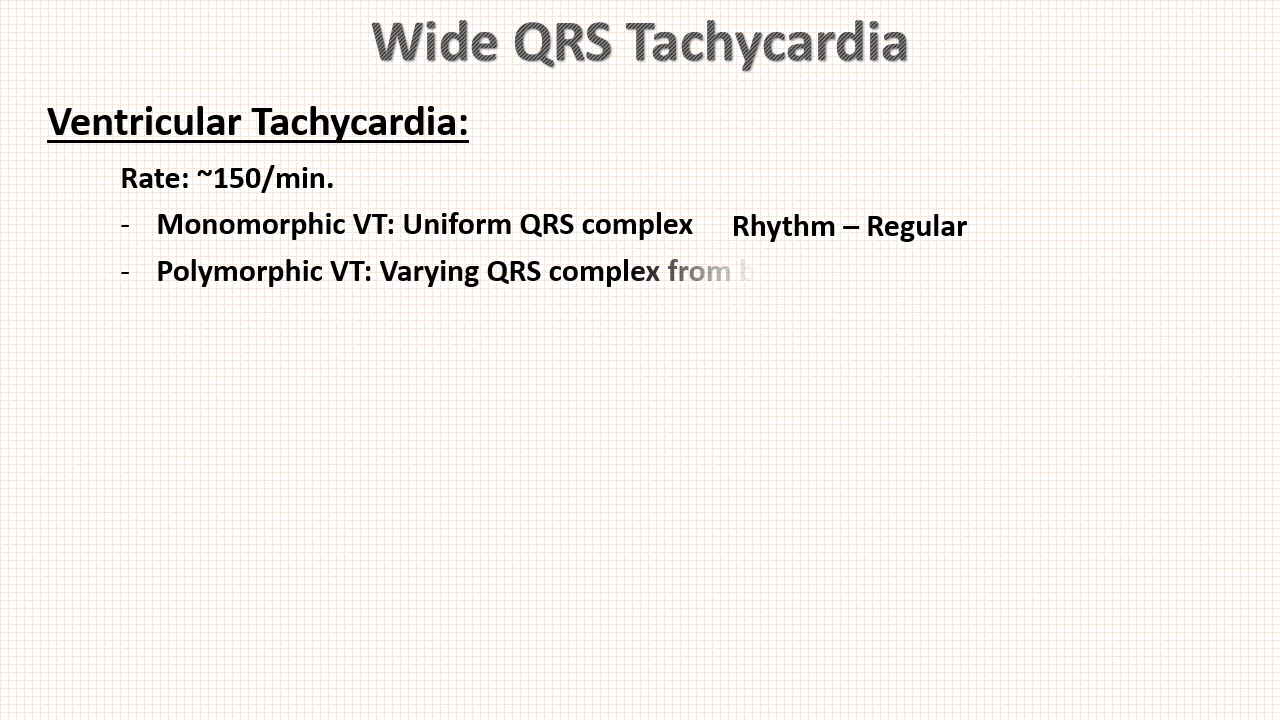 Wide QRS Tachycardia
Ventricular Tachycardia:
Rate: ~150/min.
- Monomorphic VT: Uniform QRS complex Rhythm – Regular
- Polymorphic VT: Varying QRS complex from